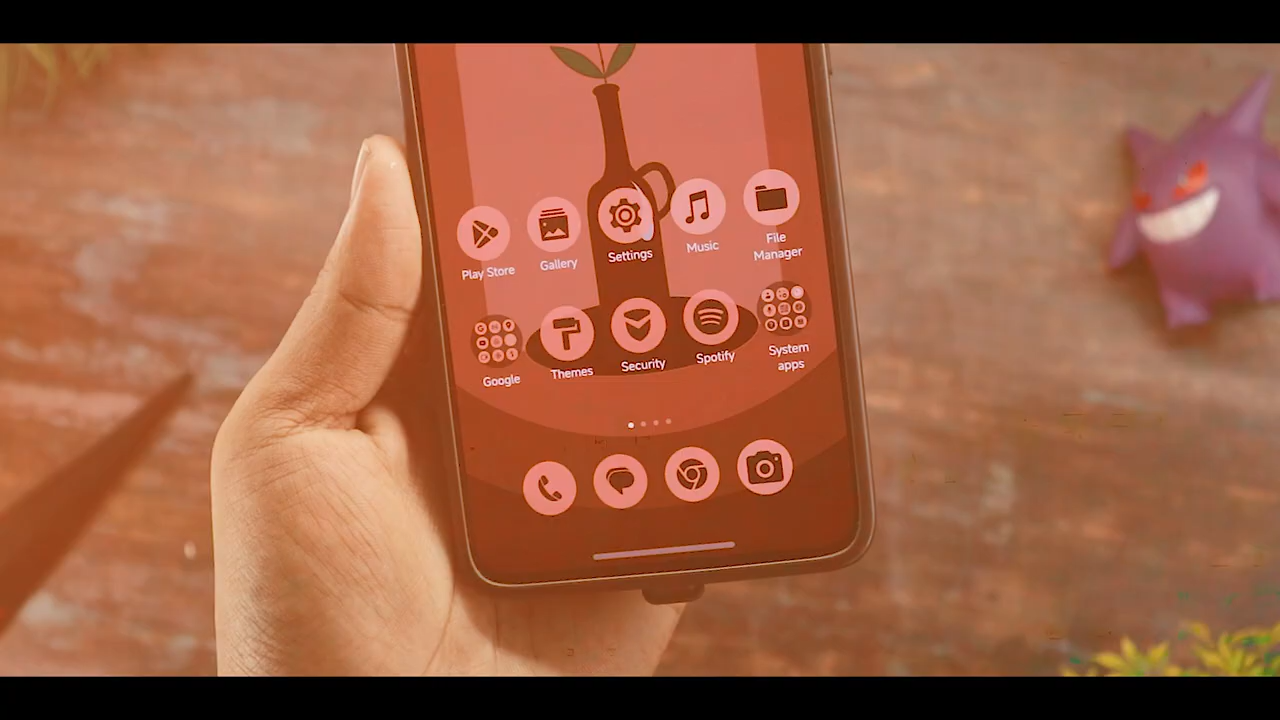 Play Store
Gallery
Settings
Music
File
Manager
Google
Themes
Security
Spotify
System
apps